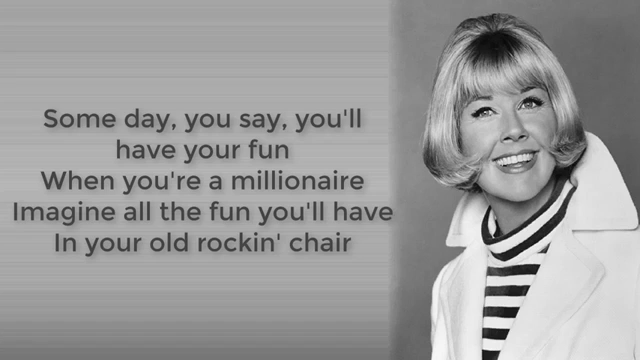 Some day, you say, you'll
have your fun
When you're a millionaire
Imagine all the fun you'll have
In your old rockin' chair